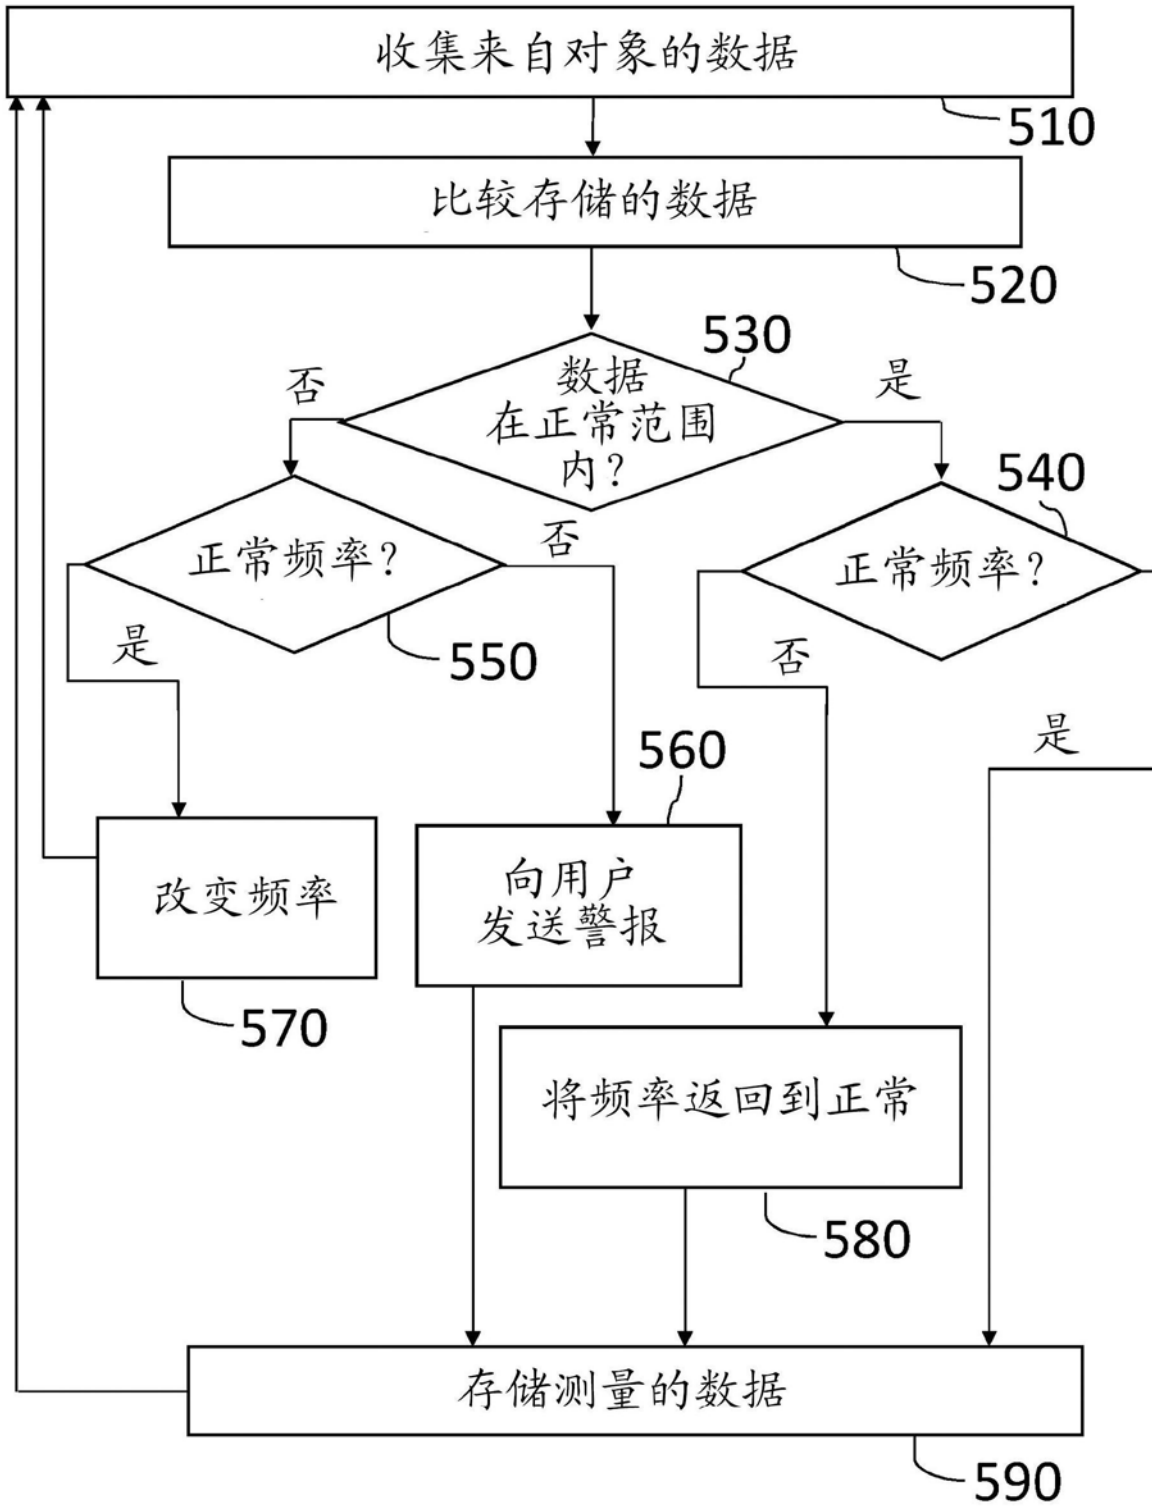 收集来自对象的数据
510
比较存储的数据
520
530
数据
在正常范围
内?
否
是
540
正常频率?
550
否
是
正常频率?
否
是
560
改变频率
570
向用户
发送警报
将频率返回到正常
580
存储测量的数据
590